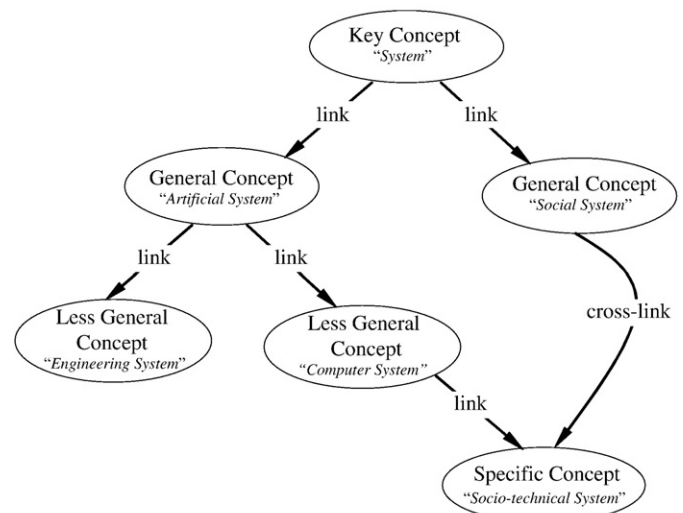 Key Concept
“System”
link
link
General Concept
“Artificial System”
General Concept
“Social System”
link
link
Less General
Concept
“Engineering System”
Less General
Concept
“Computer System”
cross-link
link
Specific Concept
“Socio-technical System”